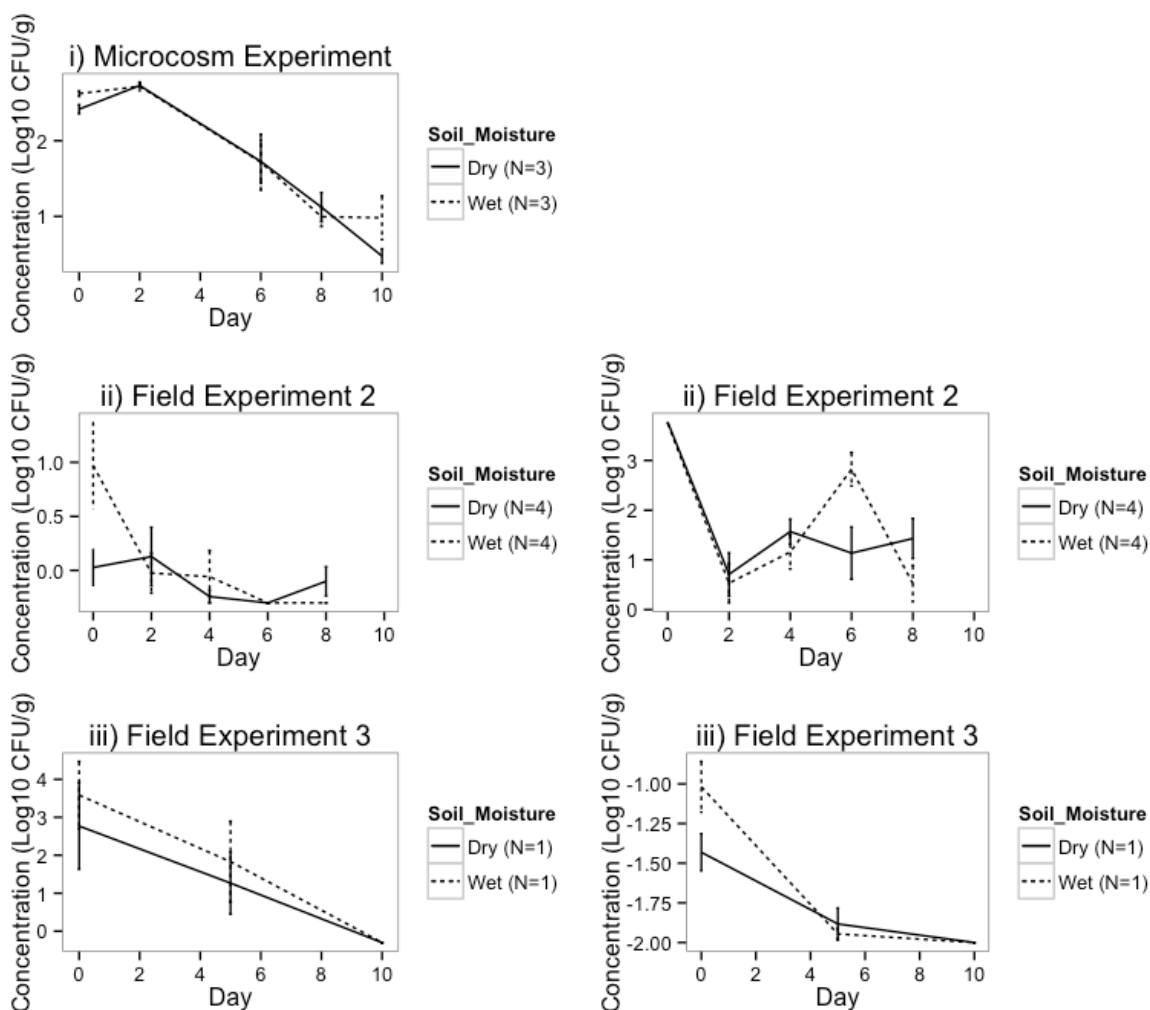 i) Microcosm Experiment
Concentration (Log10 CFU/g)
2
1
0 2 4 6 8 10
Day
Soil_Moisture
Dry (N=3)
Wet (N=3)
ii) Field Experiment 2
Concentration (Log10 CFU/g)
1.0
0.5
0.0
0 2 4 6 8 10
Day
Soil_Moisture
Dry (N=4)
Wet (N=4)
ii) Field Experiment 2
Concentration (Log10 CFU/g)
3
2
1
0
0 2 4 6 8 10
Day
Soil_Moisture
Dry (N=4)
Wet (N=4)
iii) Field Experiment 3
Concentration (Log10 CFU/g)
4
3
2
1
0
0 2 4 6 8 10
Day
Soil_Moisture
Dry (N=1)
Wet (N=1)
iii) Field Experiment 3
Concentration (Log10 CFU/g)
-1.00
-1.25
-1.50
-1.75
-2.00
0 2 4 6 8 10
Day
Soil_Moisture
Dry (N=1)
Wet (N=1)